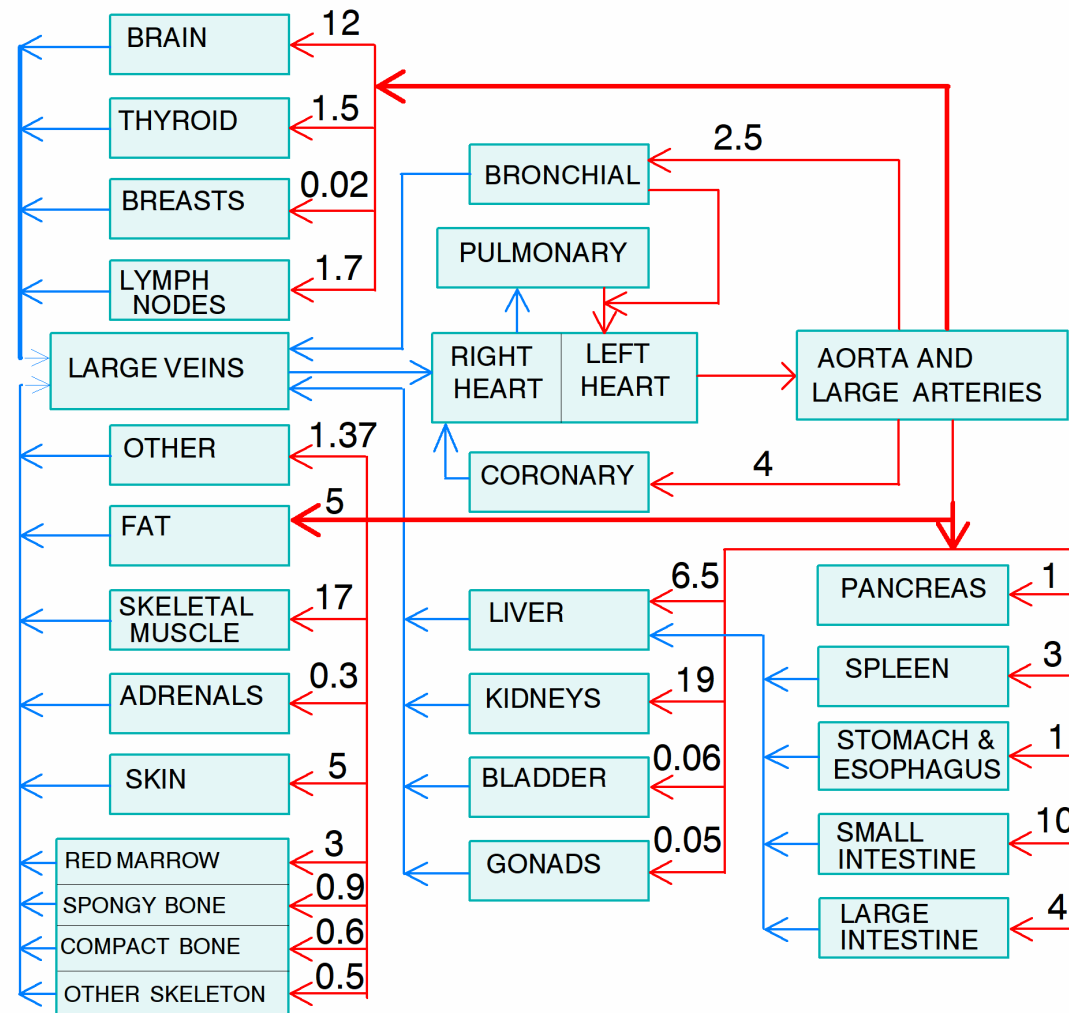 12
BRAIN
1.5
THYROID
0.02
BREASTS
1.7
LYMPH
NODES
2.5
BRONCHIAL
PULMONARY
LARGE VEINS
RIGHT
HEART
LEFT
HEART
AORTA AND
LARGE ARTERIES
4
CORONARY
1.37
OTHER
5
FAT
17
SKELETAL
MUSCLE
0.3
ADRENALS
5
SKIN
3
RED MARROW
0.9
SPONGY BONE
0.6
COMPACT BONE
0.5
OTHER SKELETON
6.5
LIVER
19
KIDNEYS
0.06
BLADDER
0.05
GONADS
1
PANCREAS
3
SPLEEN
1
STOMACH &
ESOPHAGUS
10
SMALL
INTESTINE
4
LARGE
INTESTINE